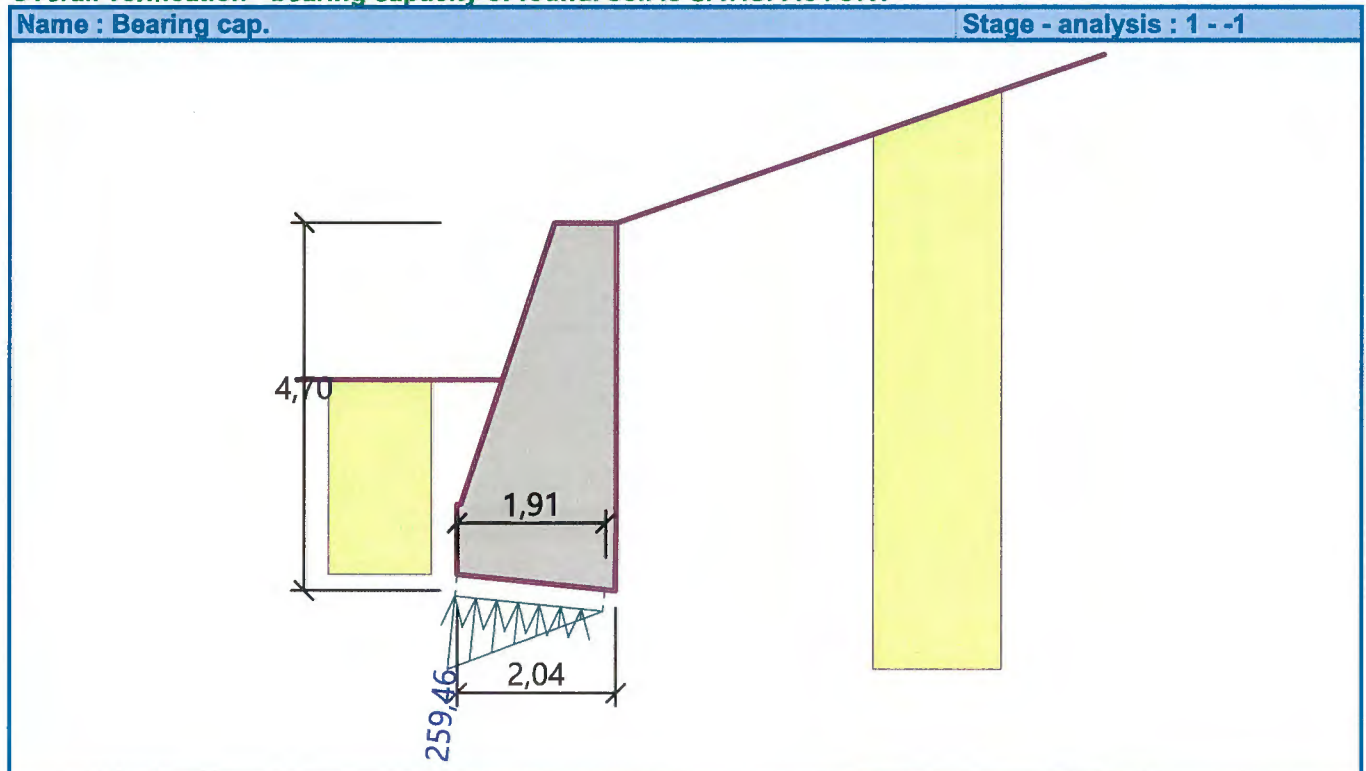 Name : Bearing cap.
Stage - analysis : 1 - -1
4,70
1,91
2,04
259,46